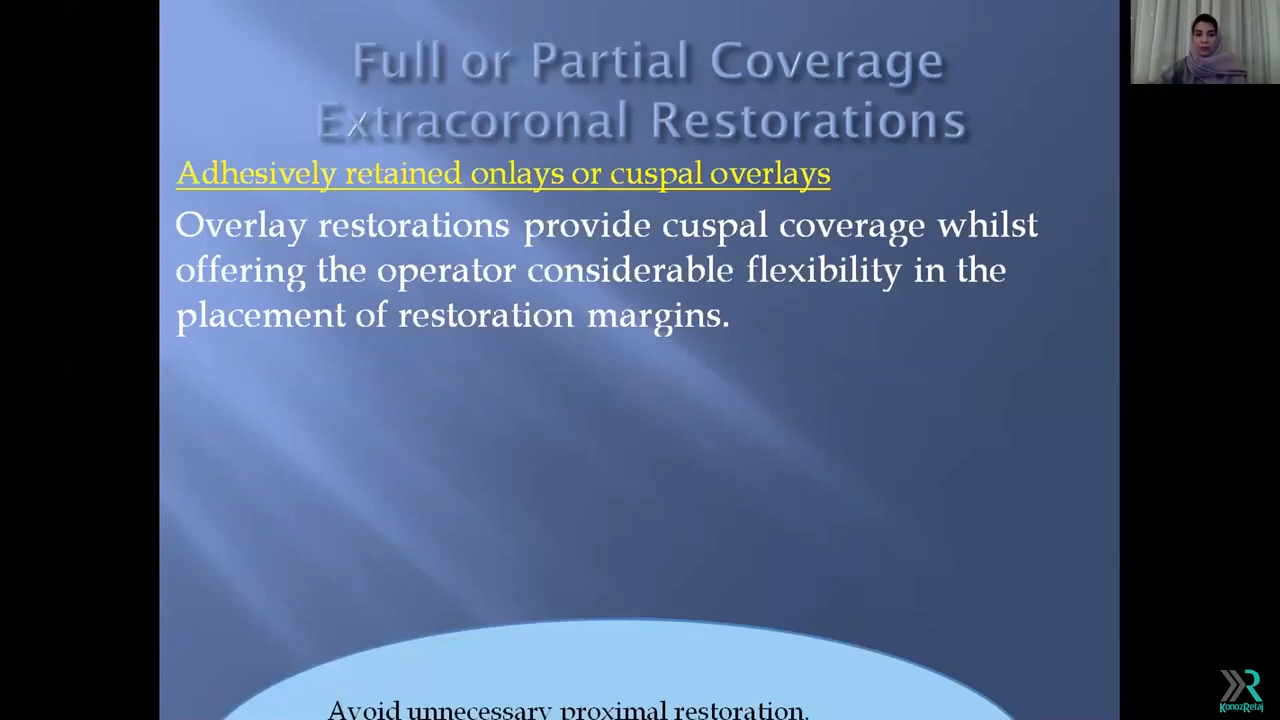 Full or Partial Coverage
Extracoronal Restorations
Adhesively retained onlays or cuspal overlays
Overlay restorations provide cuspal coverage whilst
offering the operator considerable flexibility in the
placement of restoration margins.
Avoid unnecessary proximal restoration.
KonozRetaj